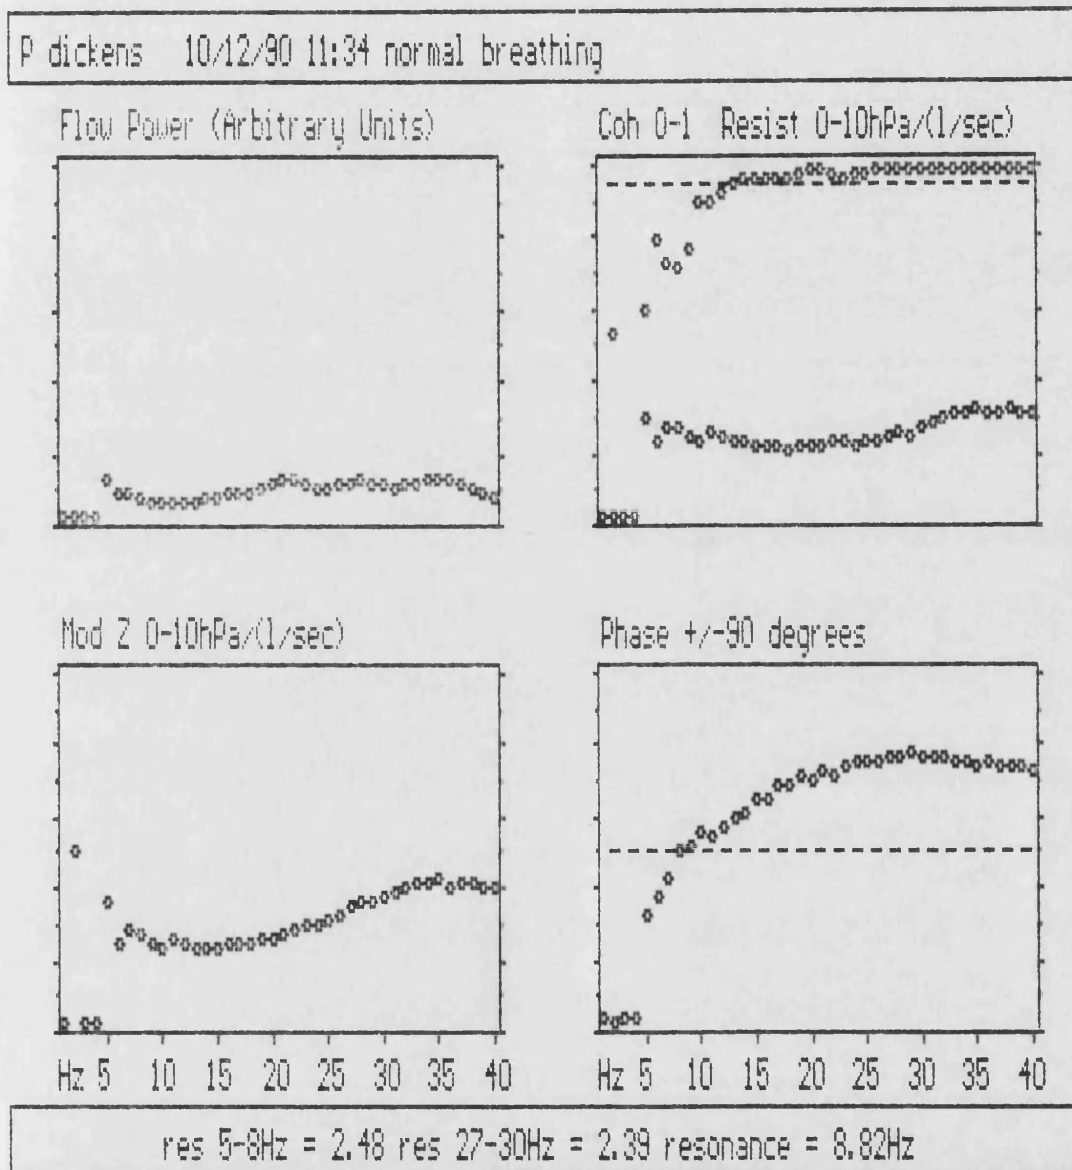 P dickens 10/12/90 11:34 normal breathing
Flow Power (Arbitrary Units)
Coh 0-1 Resist 0-10hPa/(l/sec)
Mod Z 0-10hPa/(l/sec)
Phase +/-90 degrees
Hz 5 10 15 20 25 30 35 40
Hz 5 10 15 20 25 30 35 40
res 5-8Hz = 2.48 res 27-30Hz = 2.39 resonance = 8.82Hz